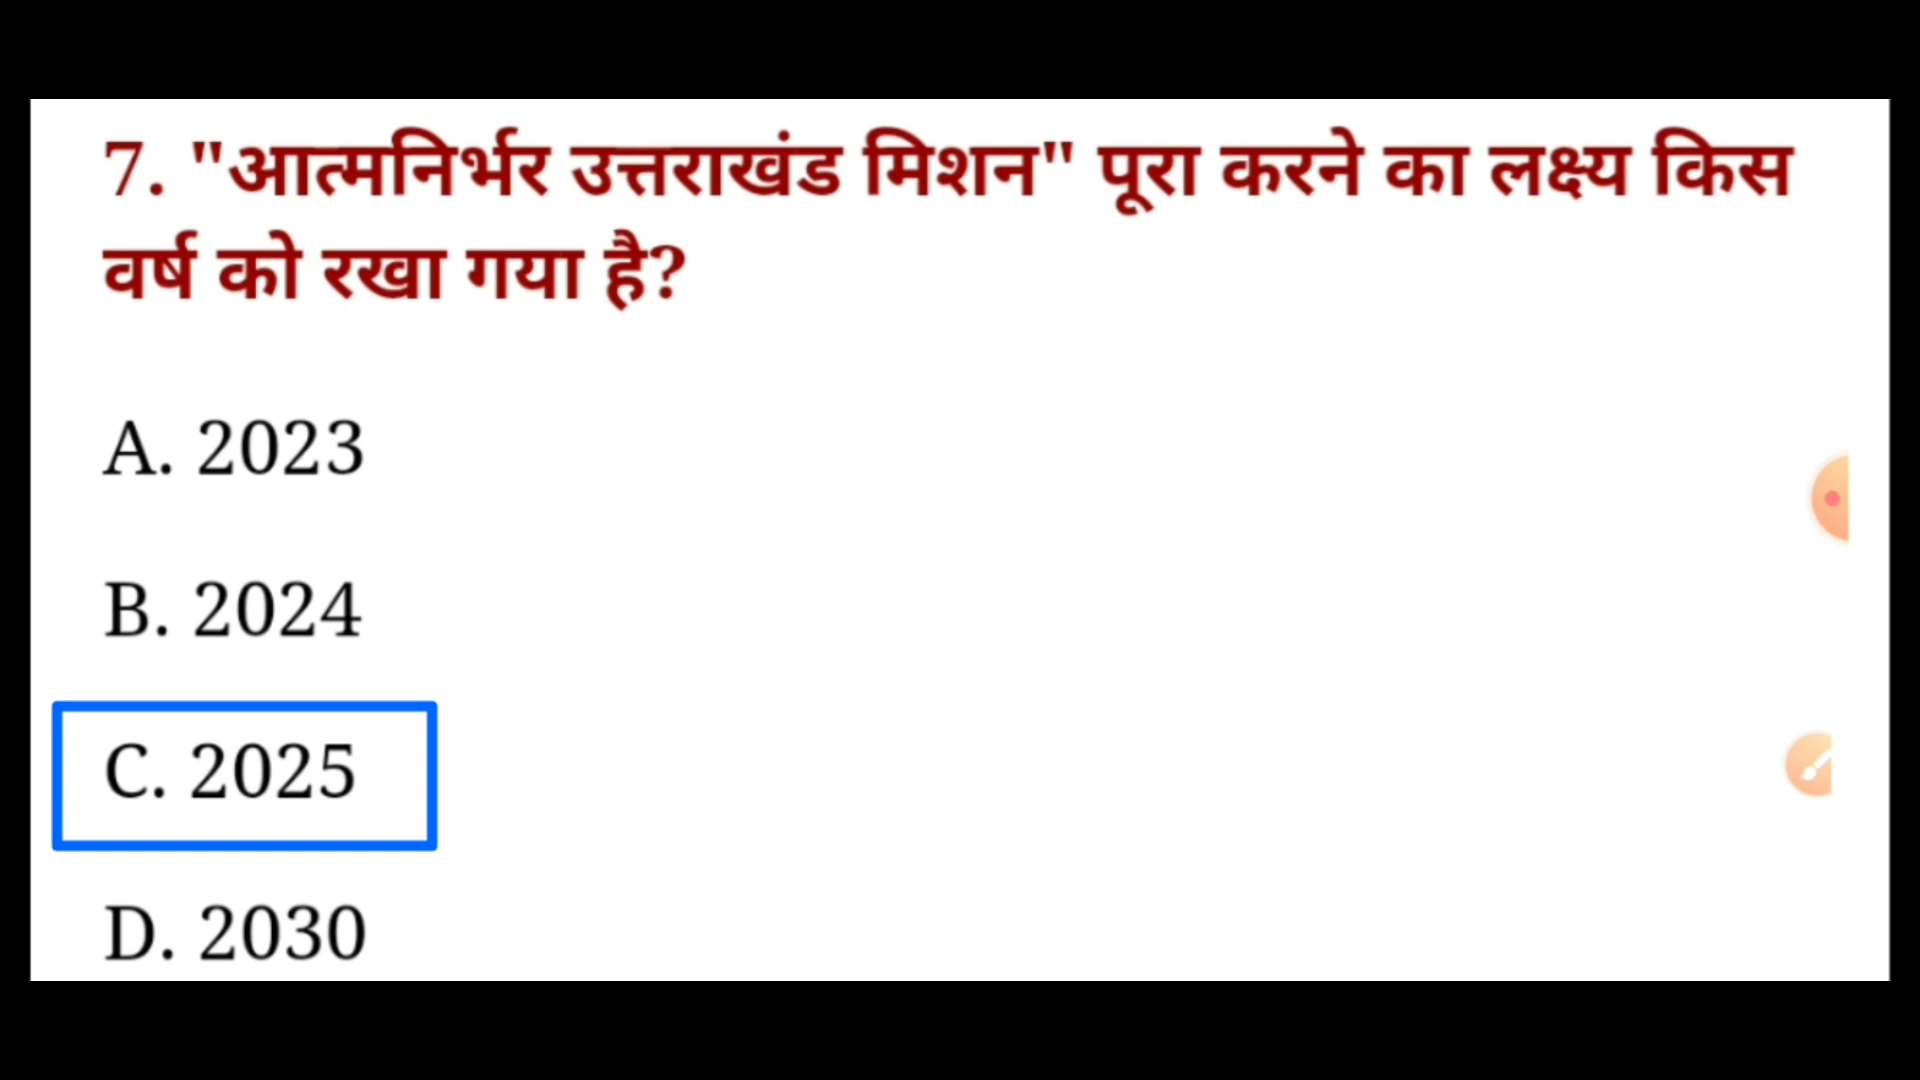 7. "आत्मनिर्भर उत्तराखंड मिशन" पूरा करने का लक्ष्य किस
वर्ष को रखा गया है?
A. 2023
B. 2024
C. 2025
D. 2030